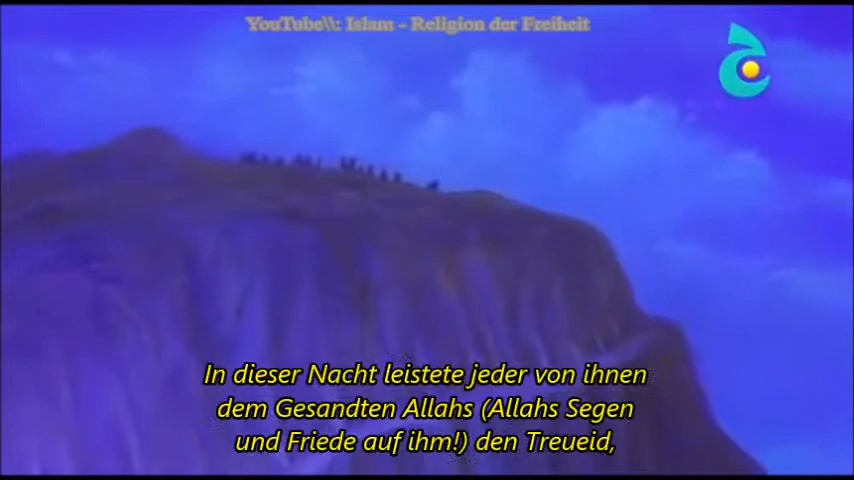 YouTube\\: Islam - Religion der Freiheit
In dieser Nacht leistete jeder von ihnen
dem Gesandten Allahs (Allahs Segen
und Friede auf ihm!) den Treueid,